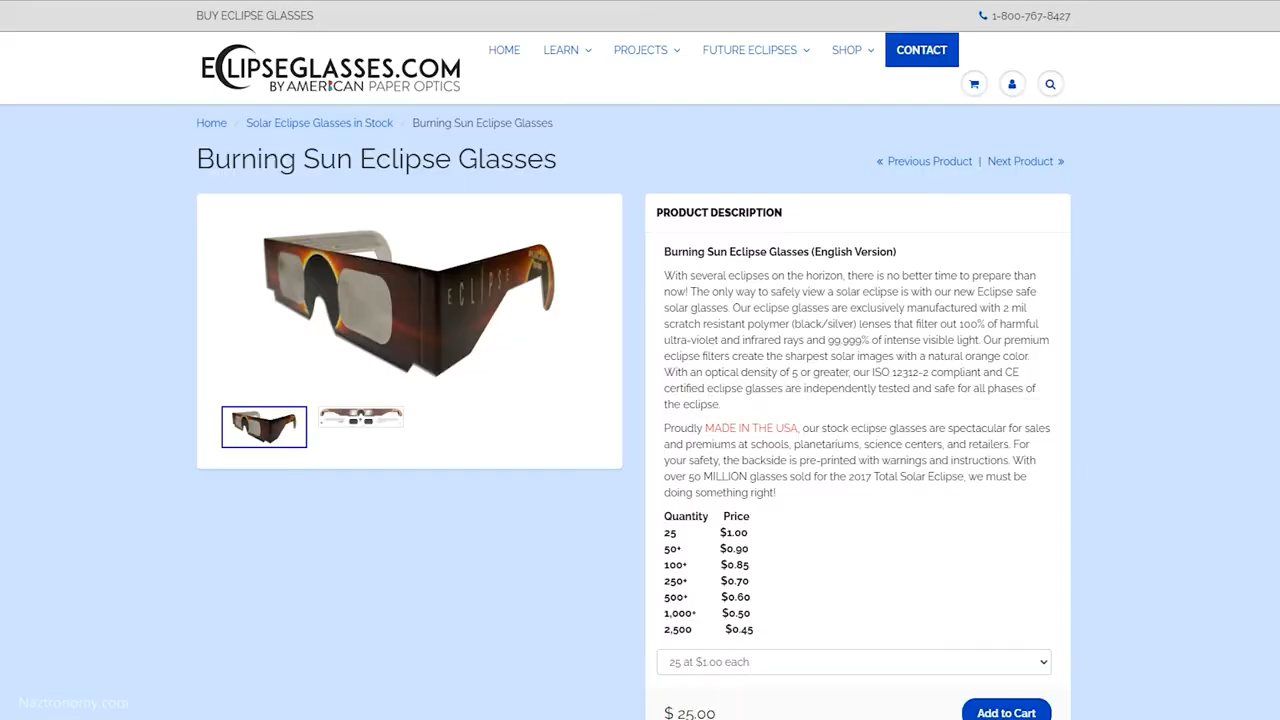 BUY ECLIPSE GLASSES
1-800-767-8427
ECLIPSEGLASSES.COM
BY AMERICAN PAPER OPTICS
HOME LEARN PROJECTS FUTURE ECLIPSES SHOP CONTACT
Home / Solar Eclipse Glasses in Stock / Burning Sun Eclipse Glasses
Burning Sun Eclipse Glasses
« Previous Product | Next Product »
ECLIPSE
PRODUCT DESCRIPTION
Burning Sun Eclipse Glasses (English Version)
With several eclipses on the horizon, there is no better time to prepare than
now! The only way to safely view a solar eclipse is with our new Eclipse safe
solar glasses. Our eclipse glasses are exclusively manufactured with 2 mil
scratch resistant polymer (black/silver) lenses that filter out 100% of harmful
ultra-violet and infrared rays and 99.999% of intense visible light. Our premium
eclipse filters create the sharpest solar images with a natural orange color.
With an optical density of 5 or greater, our ISO 12312-2 compliant and CE
certified eclipse glasses are independently tested and safe for all phases of
the eclipse.
Proudly MADE IN THE USA, our stock eclipse glasses are spectacular for sales
and premiums at schools, planetariums, science centers, and retailers. For
your safety, the backside is pre-printed with warnings and instructions. With
over 50 MILLION glasses sold for the 2017 Total Solar Eclipse, we must be
doing something right!
Quantity Price
25 $1.00
50+ $0.90
100+ $0.85
250+ $0.70
500+ $0.60
1,000+ $0.50
2,500 $0.45
25 at $1.00 each
$ 25.00
Add to Cart
Naztronomy.com